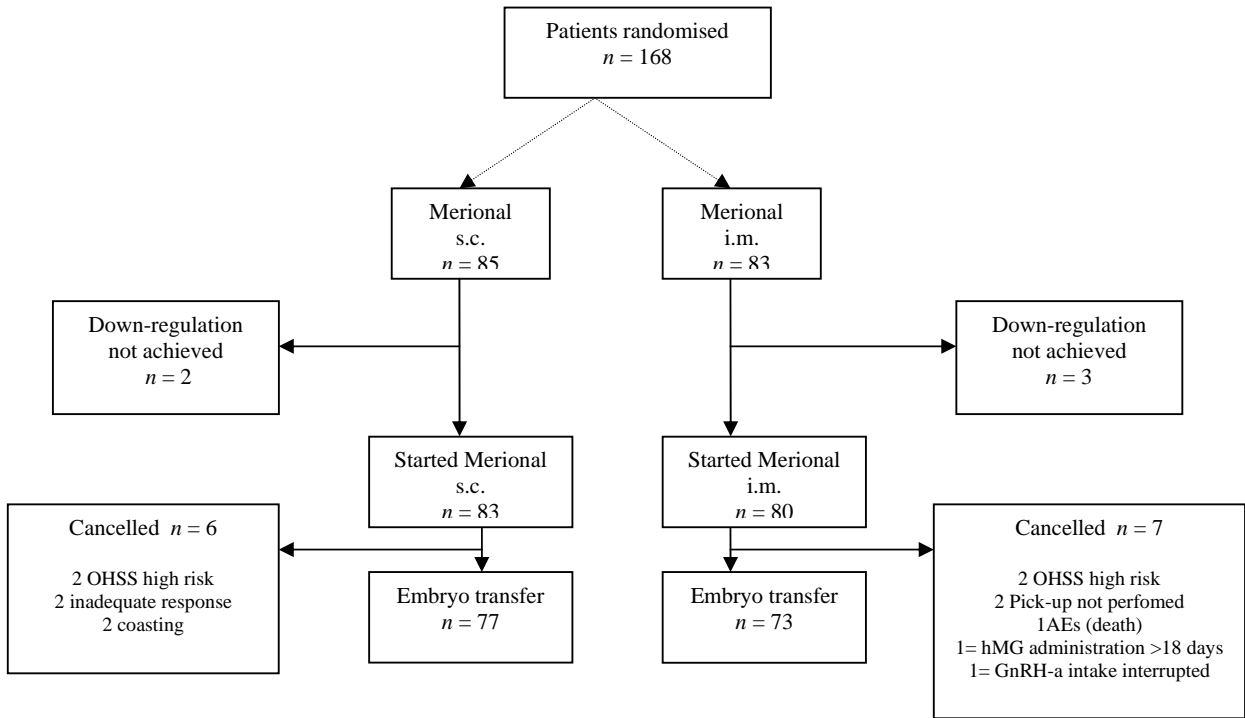 Patients randomised
n = 168
Merional
s.c.
n = 85
Merional
i.m.
n = 83
Down-regulation
not achieved
n = 2
Down-regulation
not achieved
n = 3
Started Merional
s.c.
n = 83
Started Merional
i.m.
n = 80
Cancelled n = 6
2 OHSS high risk
2 inadequate response
2 coasting
Embryo transfer
n = 77
Embryo transfer
n = 73
Cancelled n = 7
2 OHSS high risk
2 Pick-up not perfomed
1AEs (death)
1= hMG administration >18 days
1= GnRH-a intake interrupted